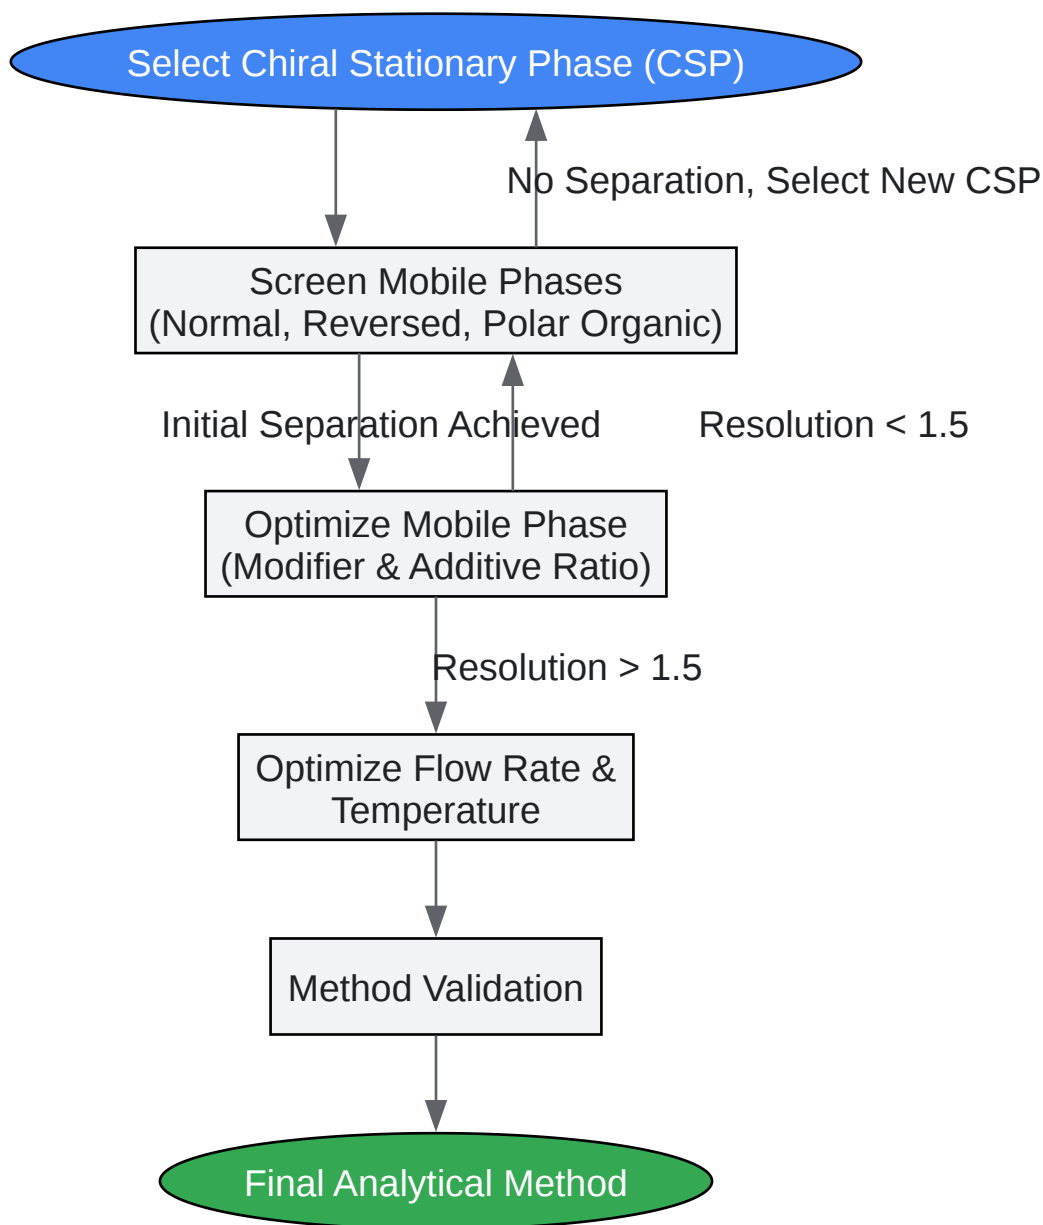 Select Chiral Stationary Phase (CSP)
No Separation, Select New CSP
Screen Mobile Phases
(Normal, Reversed, Polar Organic)
Initial Separation Achieved
Resolution < 1.5
Optimize Mobile Phase
(Modifier & Additive Ratio)
Resolution > 1.5
Optimize Flow Rate &
Temperature
Method Validation
Final Analytical Method